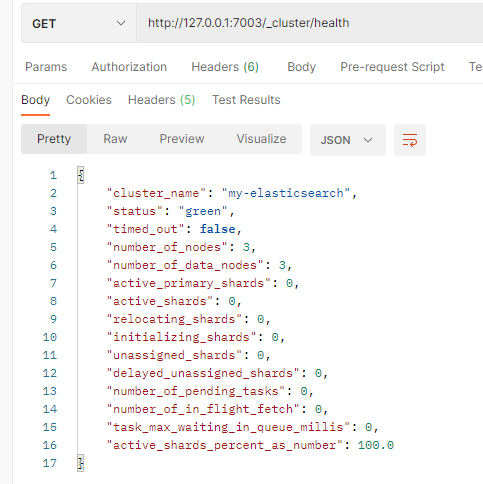 GET http://127.0.0.1:7003/_cluster/health
Params Authorization Headers (6) Body Pre-request Script Te
Body Cookies Headers (5) Test Results
Pretty Raw Preview Visualize JSON
1 {
2 "cluster_name": "my-elasticsearch",
3 "status": "green",
4 "timed_out": false,
5 "number_of_nodes": 3,
6 "number_of_data_nodes": 3,
7 "active_primary_shards": 0,
8 "active_shards": 0,
9 "relocating_shards": 0,
10 "initializing_shards": 0,
11 "unassigned_shards": 0,
12 "delayed_unassigned_shards": 0,
13 "number_of_pending_tasks": 0,
14 "number_of_in_flight_fetch": 0,
15 "task_max_waiting_in_queue_millis": 0,
16 "active_shards_percent_as_number": 100.0
17 }